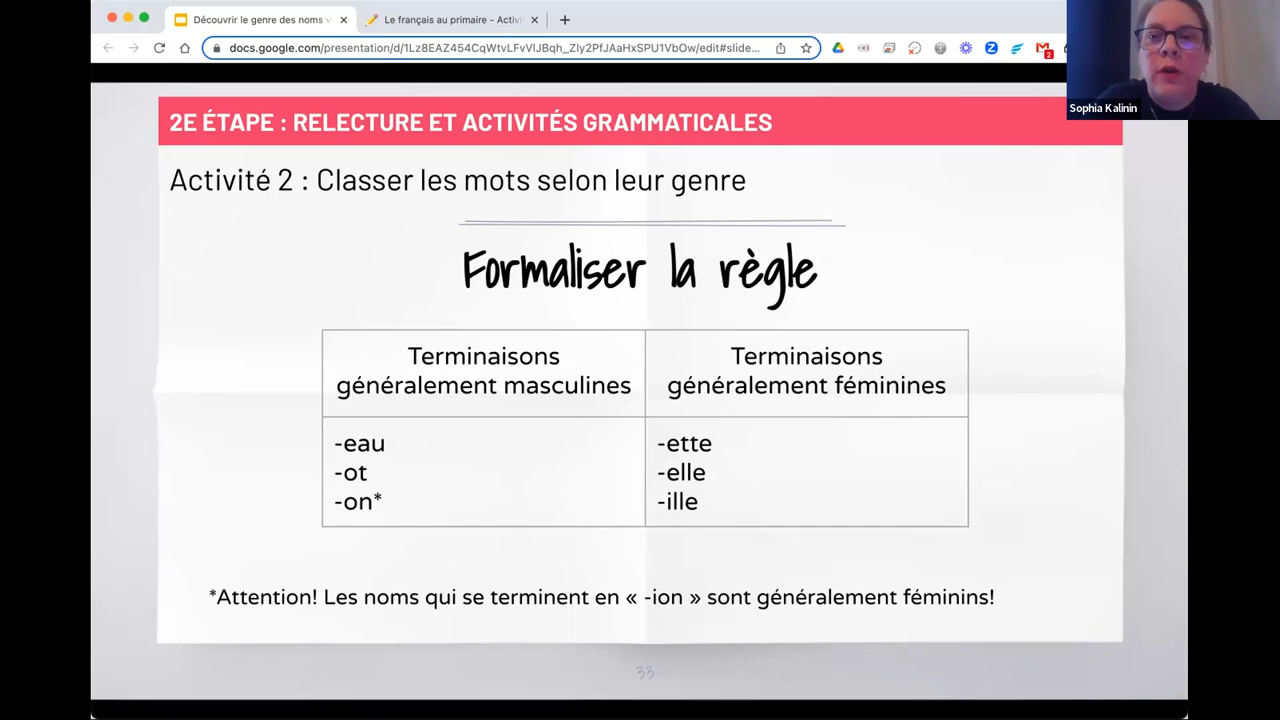 Découvrir le genre des noms v
Le français au primaire - Activi
docs.google.com/presentation/d/1Lz8EAZ454CqWtvLFvVlJBqh_Zly2PfJAaHxSPU1VbOw/edit#slide...
2
Sophia Kalinin
2E ÉTAPE : RELECTURE ET ACTIVITÉS GRAMMATICALES
Activité 2 : Classer les mots selon leur genre
Formaliser la règle
Terminaisons
généralement masculines
Terminaisons
généralement féminines
-eau
-ot
-on*
-ette
-elle
-ille
*Attention! Les noms qui se terminent en « -ion » sont généralement féminins!
33